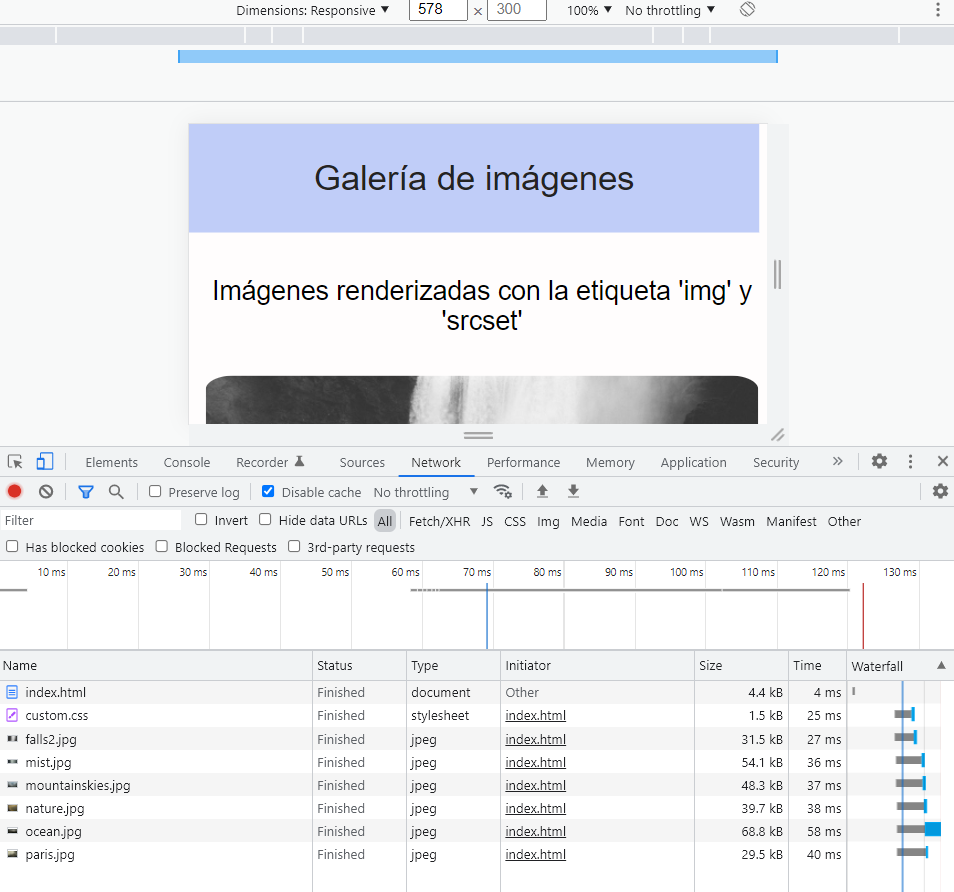 Dimensions: Responsive ▼ 578 × 300 100% ▼ No throttling ▼
Galería de imágenes
Imágenes renderizadas con la etiqueta 'img' y
'srcset'
Elements Console Recorder Sources Network Performance Memory Application Security »
Preserve log Disable cache No throttling ▼
Filter Invert Hide data URLs All Fetch/XHR JS CSS Img Media Font Doc WS Wasm Manifest Other
Has blocked cookies Blocked Requests 3rd-party requests
10 ms 20 ms 30 ms 40 ms 50 ms 60 ms 70 ms 80 ms 90 ms 100 ms 110 ms 120 ms 130 ms
Name Status Type Initiator Size Time Waterfall ▲
index.html Finished document Other 4.4 kB 4 ms
custom.css Finished stylesheet index.html 1.5 kB 25 ms
falls2.jpg Finished jpeg index.html 31.5 kB 27 ms
mist.jpg Finished jpeg index.html 54.1 kB 36 ms
mountainskies.jpg Finished jpeg index.html 48.3 kB 37 ms
nature.jpg Finished jpeg index.html 39.7 kB 38 ms
ocean.jpg Finished jpeg index.html 68.8 kB 58 ms
paris.jpg Finished jpeg index.html 29.5 kB 40 ms